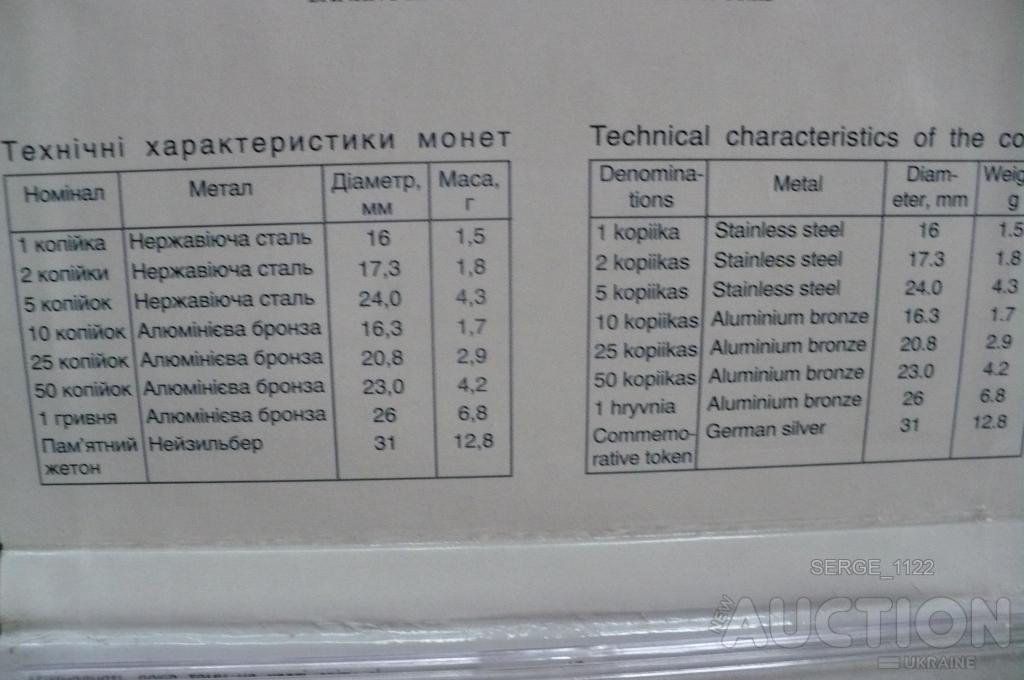 Технічні характеристики монет
Номінал Метал Діаметр, мм Маса, г
1 копійка Нержавіюча сталь 16 1,5
2 копійки Нержавіюча сталь 17,3 1,8
5 копійок Нержавіюча сталь 24,0 4,3
10 копійок Алюмінієва бронза 16,3 1,7
25 копійок Алюмінієва бронза 20,8 2,9
50 копійок Алюмінієва бронза 23,0 4,2
1 гривня Алюмінієва бронза 26 6,8
Пам'ятний Нейзильбер 31 12,8
жетон
Technical characteristics of the co
Denomina- Metal Diam- Weig
tions eter, mm g
1 kopiika Stainless steel 16 1.5
2 kopiikas Stainless steel 17.3 1.8
5 kopiikas Stainless steel 24.0 4.3
10 kopiikas Aluminium bronze 16.3 1.7
25 kopiikas Aluminium bronze 20.8 2.9
50 kopiikas Aluminium bronze 23.0 4.2
1 hryvnia Aluminium bronze 26 6.8
Commemo- German silver 31 12.8
rative token
SERGE_1122
NEW AUCTION
UKRAINE